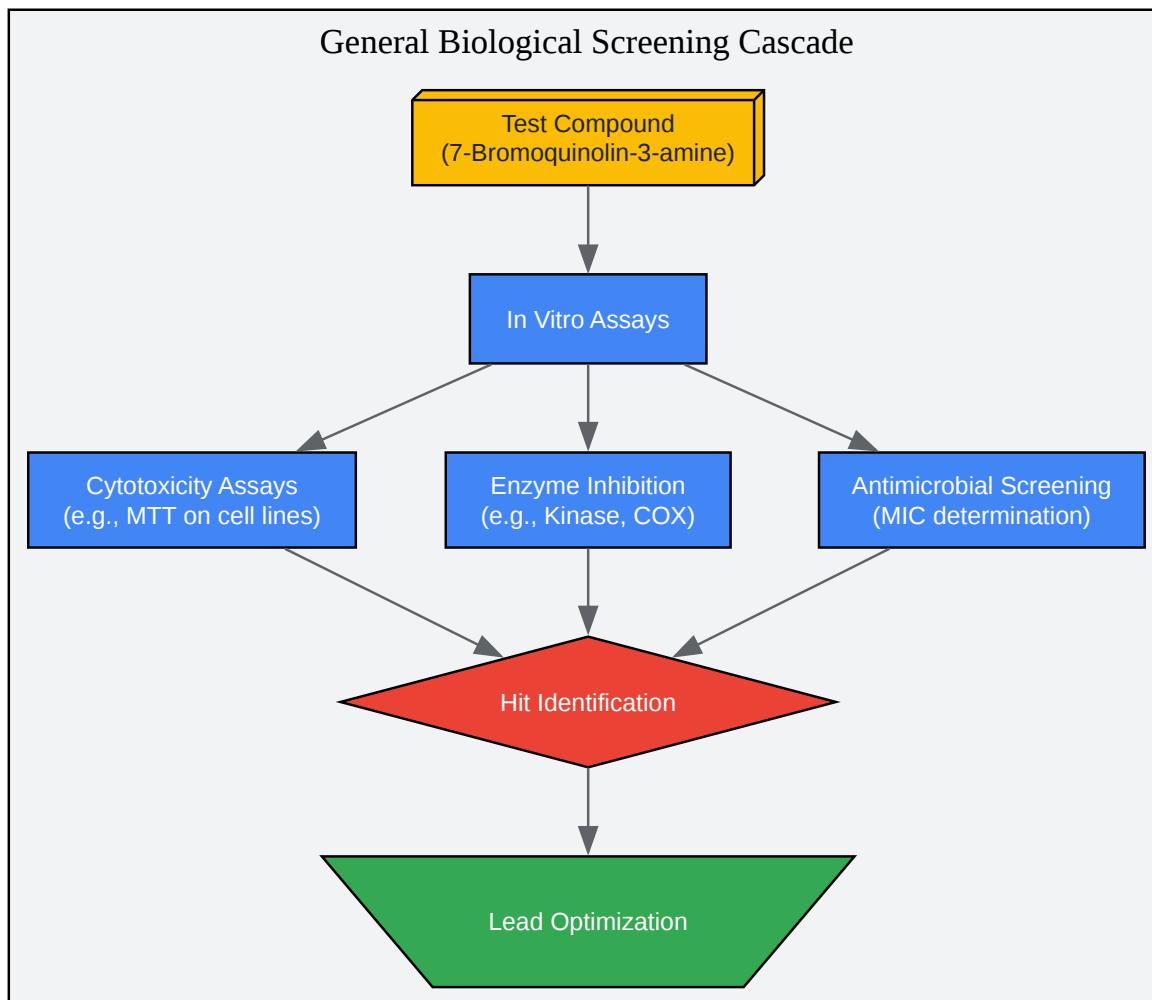 General Biological Screening Cascade
Test Compound
(7-Bromoquinolin-3-amine)
In Vitro Assays
Cytotoxicity Assays
(e.g., MTT on cell lines)
Enzyme Inhibition
(e.g., Kinase, COX)
Antimicrobial Screening
(MIC determination)
Hit Identification
Lead Optimization